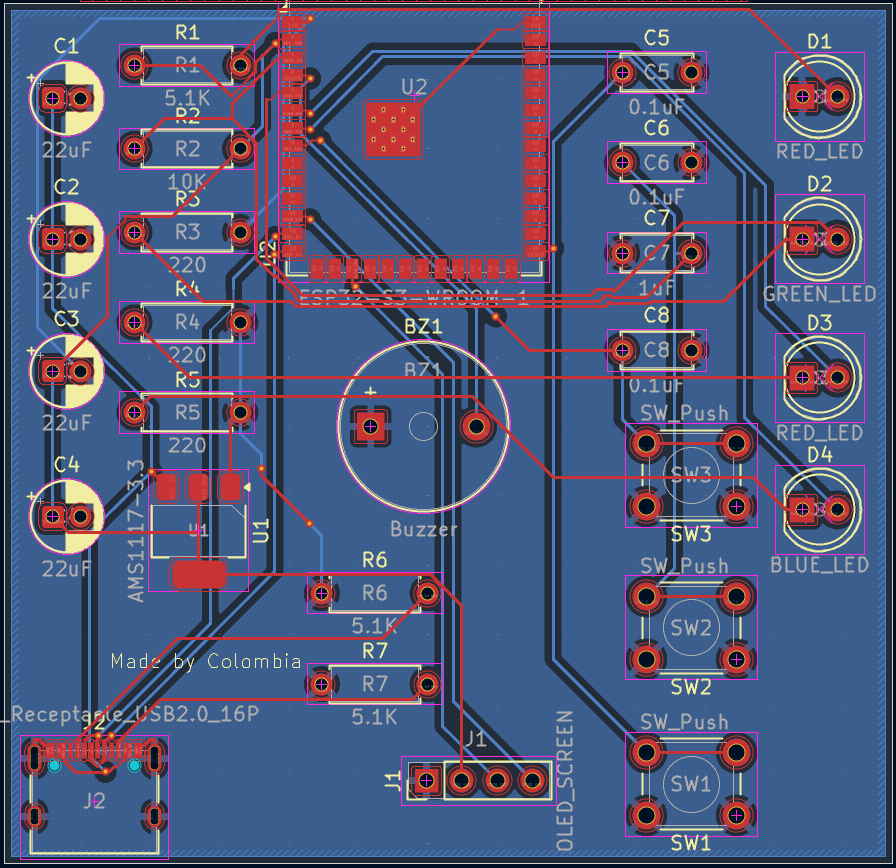 C1
22uF
C2
22uF
C3
22uF
C4
22uF
R1
R1
5.1K
R2
R2
10K
R3
R3
220
R4
R4
220
R5
R5
220
AMS1117-3.3
U1
U1
U2
U2
ESP32-S3-WROOM-1
BZ1
BZ1
+
Buzzer
R6
R6
5.1K
R7
R7
5.1K
Made by Colombia
_Receptacle_USB2.0_16P
J2
J2
J1
J1
OLED_SCREEN
C5
C5
0.1uF
C6
C6
0.1uF
C7
C7
1uF
C8
C8
0.1uF
SW_Push
SW3
SW3
SW_Push
SW2
SW2
SW_Push
SW1
SW1
D1
RED_LED
D2
GREEN_LED
D3
RED_LED
D4
BLUE_LED